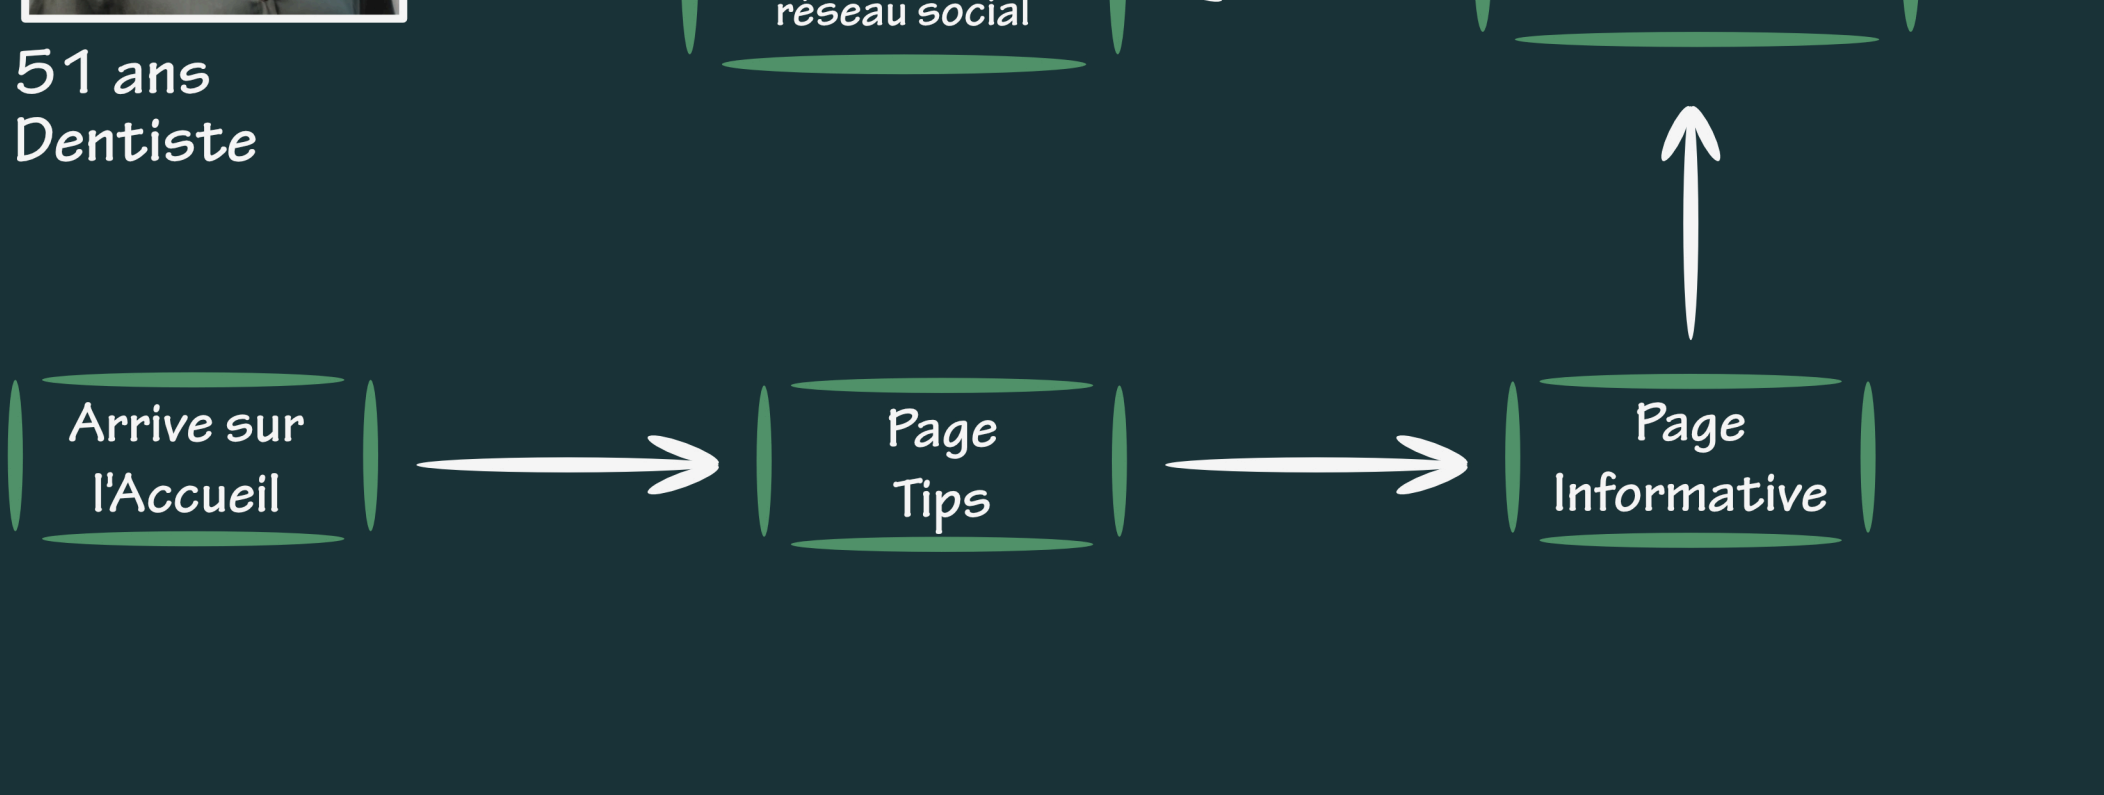 réseau social
51 ans
Dentiste
Arrive sur
l'Accueil
Page
Tips
Page
Informative